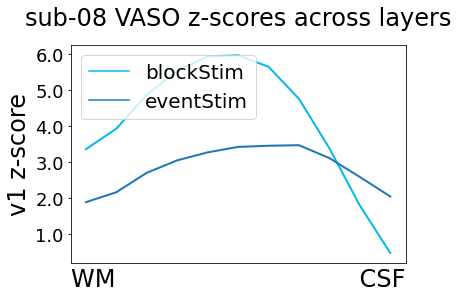 sub-08 VASO z-scores across layers
6.0
5.0
4.0
3.0
2.0
1.0
v1 z-score
blockStim
eventStim
WM
CSF